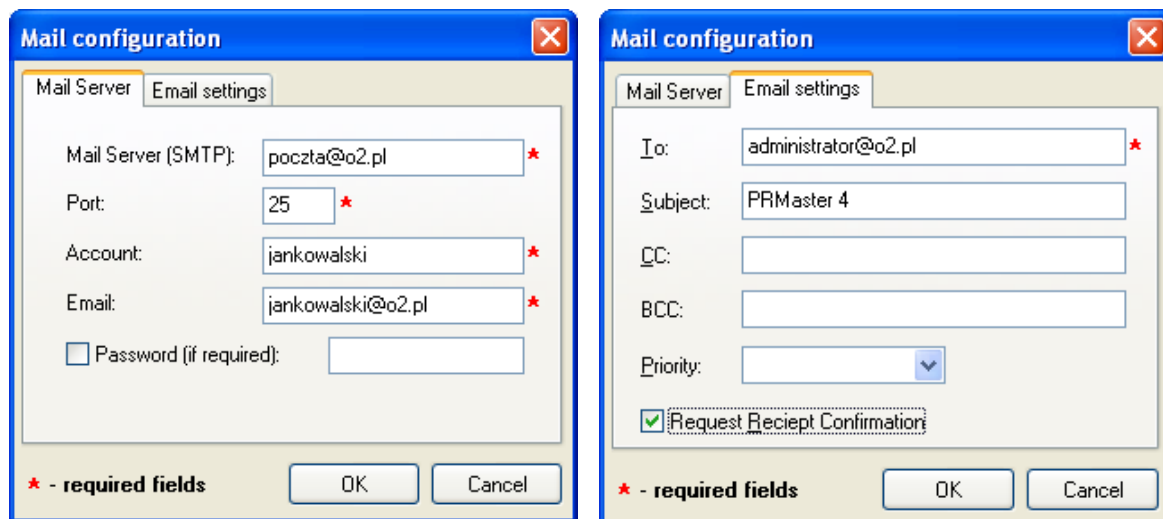 Mail configuration
Mail Server Email settings
Mail Server (SMTP): poczta@o2.pl *
Port: 25 *
Account: jankowalski *
Email: jankowalski@o2.pl *
Password (if required):
* - required fields OK Cancel
Mail configuration
Mail Server Email settings
To: administrator@o2.pl *
Subject: PRMaster 4
CC:
BCC:
Priority:
Request Reciept Confirmation
* - required fields OK Cancel